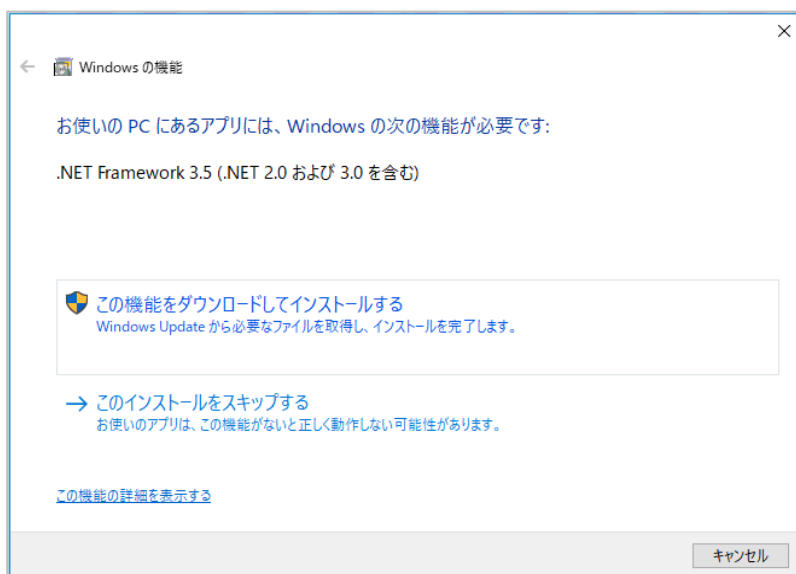 Windows の機能
お使いの PC にあるアプリには、Windows の次の機能が必要です:
.NET Framework 3.5 (.NET 2.0 および 3.0 を含む)
この機能をダウンロードしてインストールする
Windows Update から必要なファイルを取得し、インストールを完了します。
このインストールをスキップする
お使いのアプリは、この機能がないと正しく動作しない可能性があります。
この機能の詳細を表示する
キャンセル